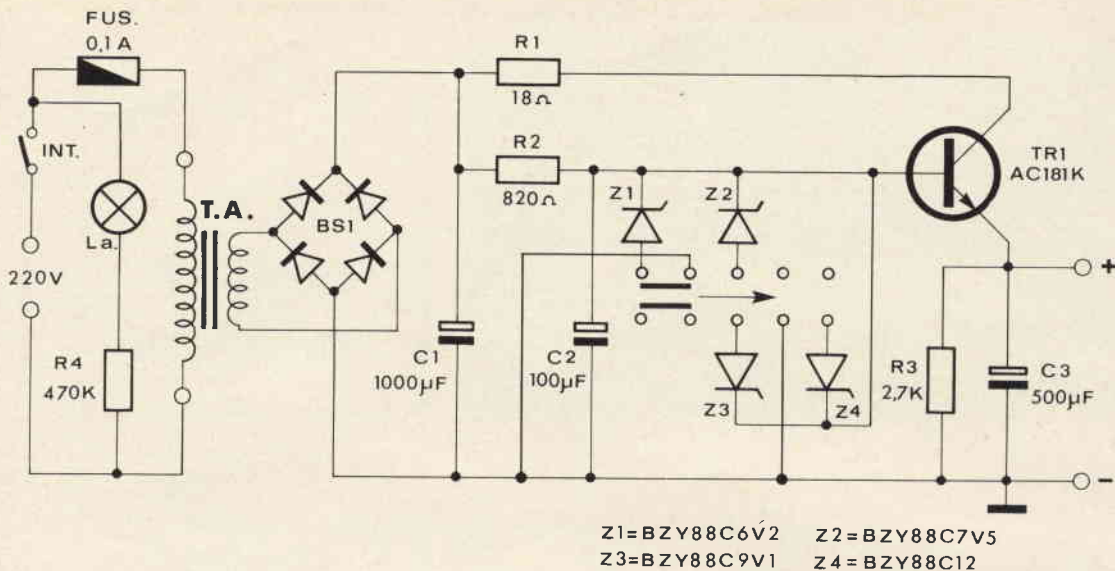 FUS.
0,1 A
INT.
La.
220V
R4
470K
T.A.
BS1
R1
18Ω
R2
820Ω
C1
1000µF
C2
100µF
Z1
Z2
Z3
Z4
TR1
AC181K
R3
2,7K
C3
500µF
+
-
Z1=BZY88C6V2 Z2=BZY88C7V5
Z3=BZY88C9V1 Z4=BZY88C12